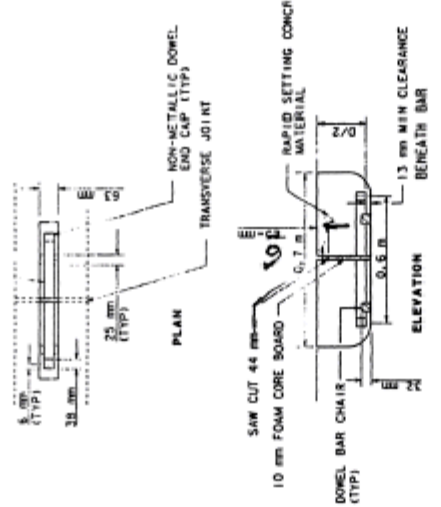 6 mm
(TYP)
38 mm
63 mm
25 mm
(TYP)
NON-METALLIC DOWEL
END CAP (TYP)
TRANSVERSE JOINT
PLAN
SAW CUT 44 mm
10 mm FOAM CORE BOARD
0.7 m
RAPID SETTING CONCR
MATERIAL
D/2
DOWEL BAR CHAIR
(TYP)
32 mm
0.6 m
13 mm MIN CLEARANCE
BENEATH BAR
ELEVATION